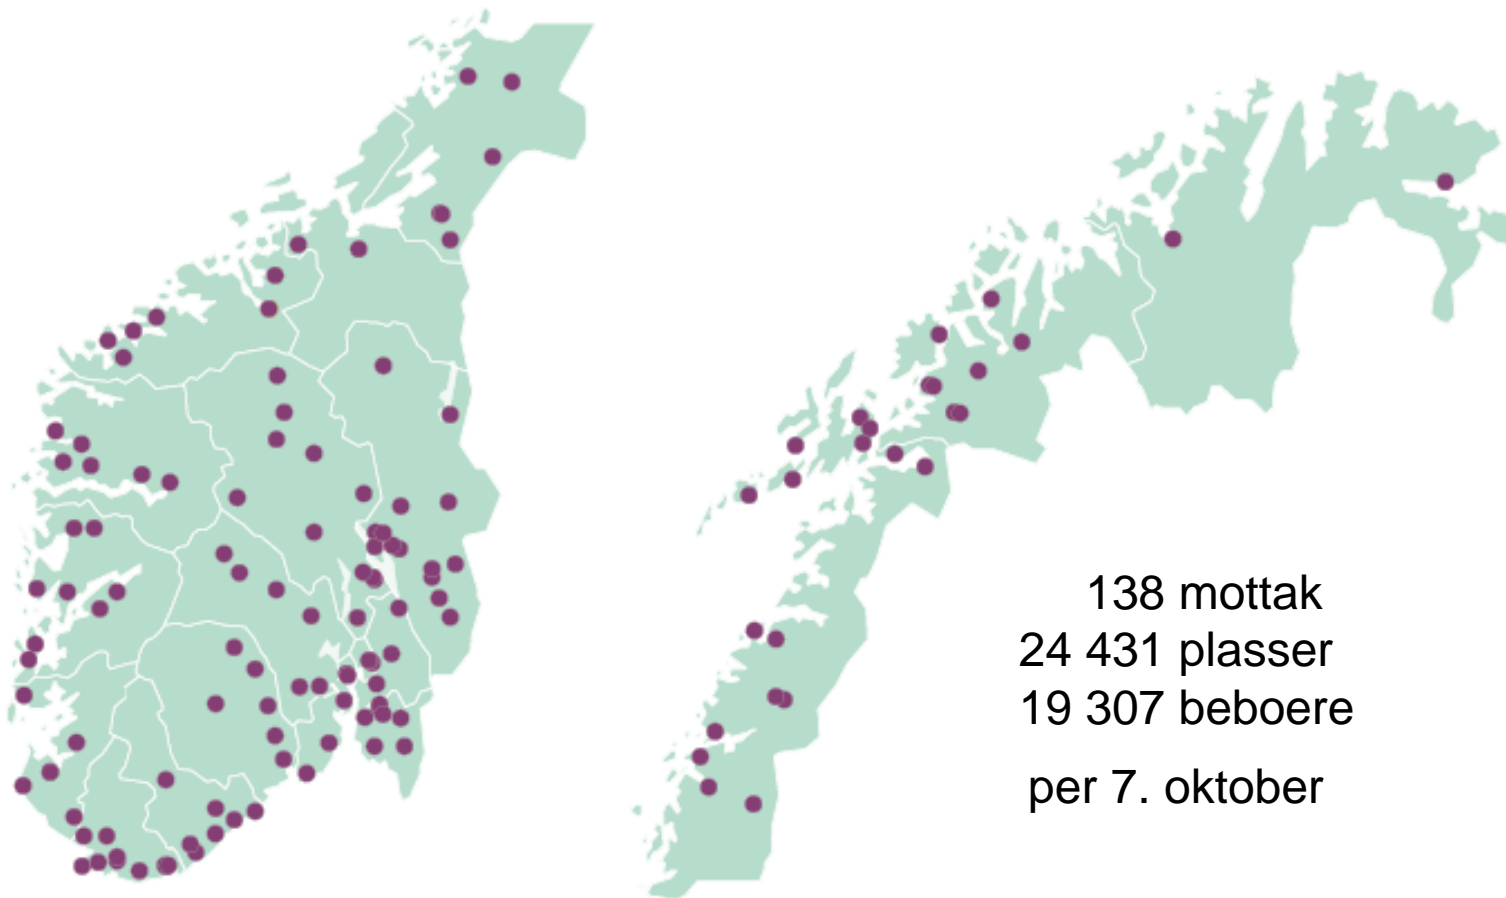 138 mottak
24 431 plasser
19 307 beboere
per 7. oktober